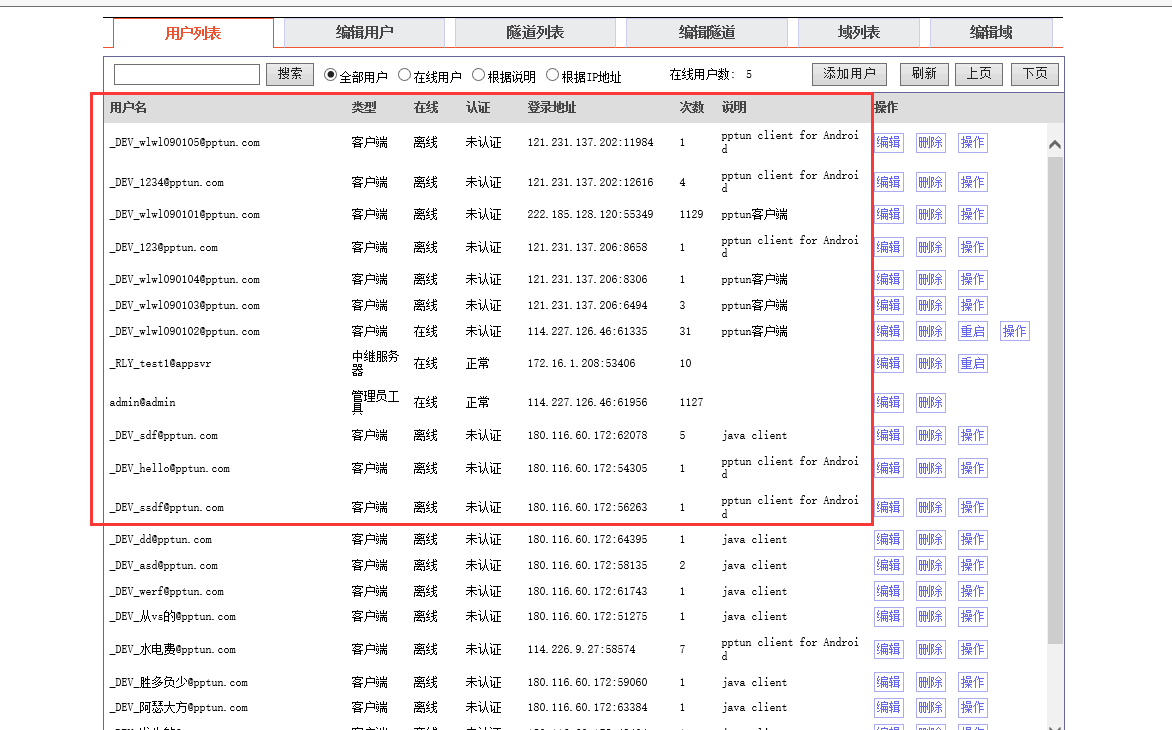 用户列表 编辑用户 隧道列表 编辑隧道 域列表 编辑域
搜索 全部用户 在线用户 根据说明 根据IP地址 在线用户数： 5 添加用户 刷新 上页 下页
用户名 类型 在线 认证 登录地址 次数 说明 操作
_DEV_wlwl090105@pptun.com 客户端 离线 未认证 121.231.137.202:11984 1 pptun client for Androi
d 编辑 删除 操作
_DEV_1234@pptun.com 客户端 离线 未认证 121.231.137.202:12616 4 pptun client for Androi
d 编辑 删除 操作
_DEV_wlwl090101@pptun.com 客户端 离线 未认证 222.185.128.120:55349 1129 pptun客户端 编辑 删除 操作
_DEV_123@pptun.com 客户端 离线 未认证 121.231.137.206:8658 1 pptun client for Androi
d 编辑 删除 操作
_DEV_wlwl090104@pptun.com 客户端 离线 未认证 121.231.137.206:8306 1 pptun客户端 编辑 删除 操作
_DEV_wlwl090103@pptun.com 客户端 离线 未认证 121.231.137.206:6494 3 pptun客户端 编辑 删除 操作
_DEV_wlwl090102@pptun.com 客户端 在线 未认证 114.227.126.46:61335 31 pptun客户端 编辑 删除 重启 操作
_RLY_test1@appsvr 中继服务
器 在线 正常 172.16.1.208:53406 10 编辑 删除 重启
admin@admin 管理员工
具 在线 正常 114.227.126.46:61956 1127 编辑 删除
_DEV_sdf@pptun.com 客户端 离线 未认证 180.116.60.172:62078 5 java client 编辑 删除 操作
_DEV_hello@pptun.com 客户端 离线 未认证 180.116.60.172:54305 1 pptun client for Androi
d 编辑 删除 操作
_DEV_ssdf@pptun.com 客户端 离线 未认证 180.116.60.172:56263 1 pptun client for Androi
d 编辑 删除 操作
_DEV_dd@pptun.com 客户端 离线 未认证 180.116.60.172:64395 1 java client 编辑 删除 操作
_DEV_asd@pptun.com 客户端 离线 未认证 180.116.60.172:58135 2 java client 编辑 删除 操作
_DEV_werf@pptun.com 客户端 离线 未认证 180.116.60.172:61743 1 java client 编辑 删除 操作
_DEV_从vs的@pptun.com 客户端 离线 未认证 180.116.60.172:51275 1 java client 编辑 删除 操作
_DEV_水电费@pptun.com 客户端 离线 未认证 114.226.9.27:58574 7 pptun client for Androi
d 编辑 删除 操作
_DEV_胜多负少@pptun.com 客户端 离线 未认证 180.116.60.172:59060 1 java client 编辑 删除 操作
_DEV_阿瑟大方@pptun.com 客户端 离线 未认证 180.116.60.172:63384 1 java client 编辑 删除 操作